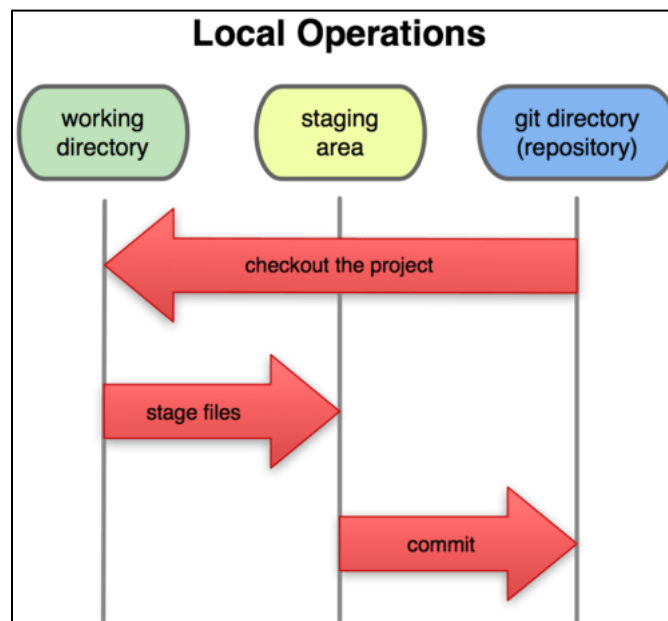 Local Operations
working
directory
staging
area
git directory
(repository)
checkout the project
stage files
commit